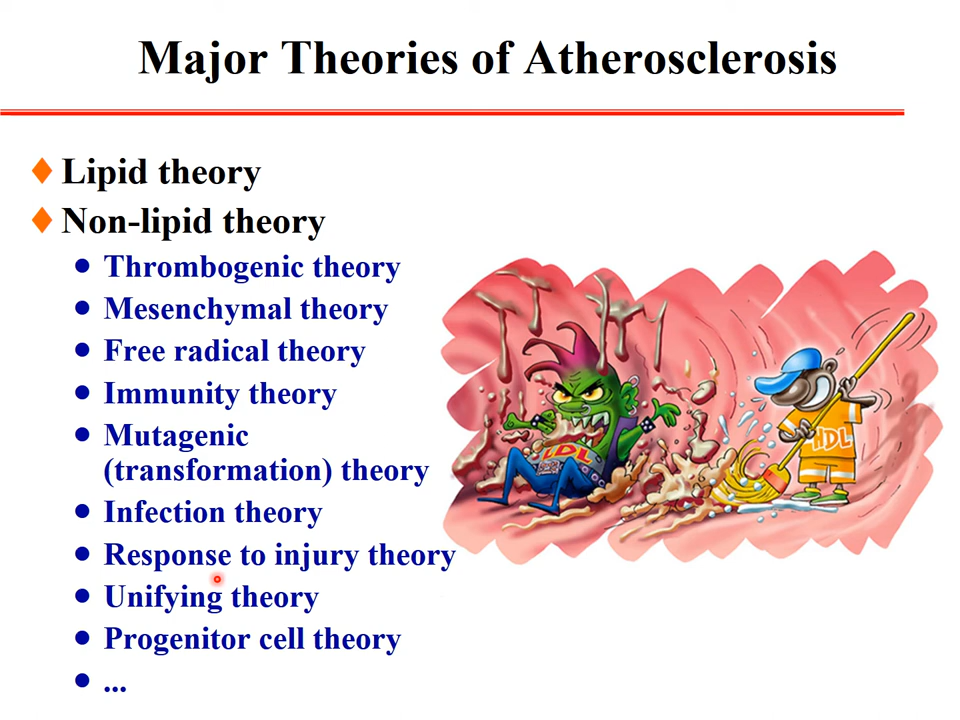 Major Theories of Atherosclerosis
Lipid theory
Non-lipid theory
Thrombogenic theory
Mesenchymal theory
Free radical theory
Immunity theory
Mutagenic
(transformation) theory
Infection theory
Response to injury theory
Unifying theory
Progenitor cell theory
...
LDL
HDL